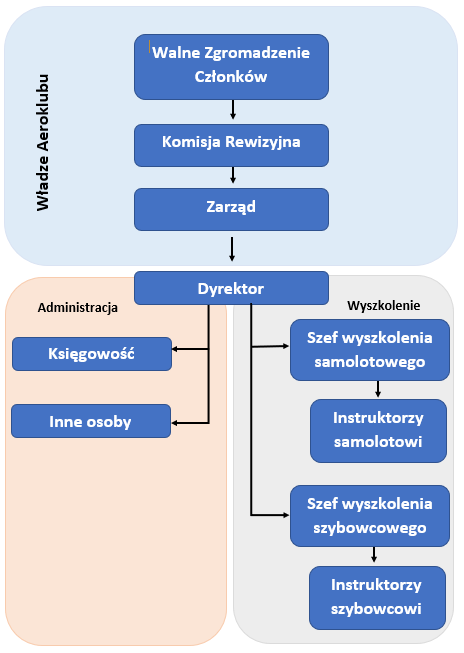 Władze Aeroklubu
Walne Zgromadzenie
Członków
Komisja Rewizyjna
Zarząd
Dyrektor
Administracja
Księgowość
Inne osoby
Wyszkolenie
Szef wyszkolenia
samolotowego
Instruktorzy
samolotowi
Szef wyszkolenia
szybowcowego
Instruktorzy
szybowcowi